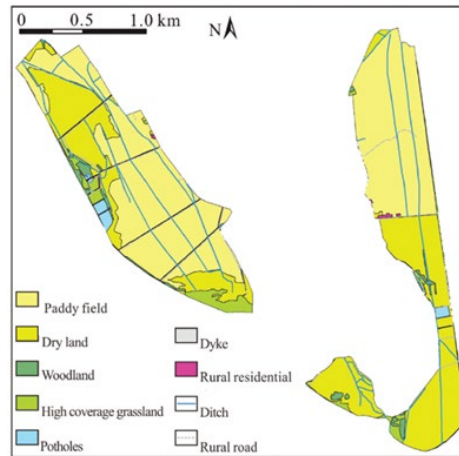 0 0.5 1.0 km
N
Paddy field
Dry land
Woodland
High coverage grassland
Potholes
Dyke
Rural residential
Ditch
Rural road